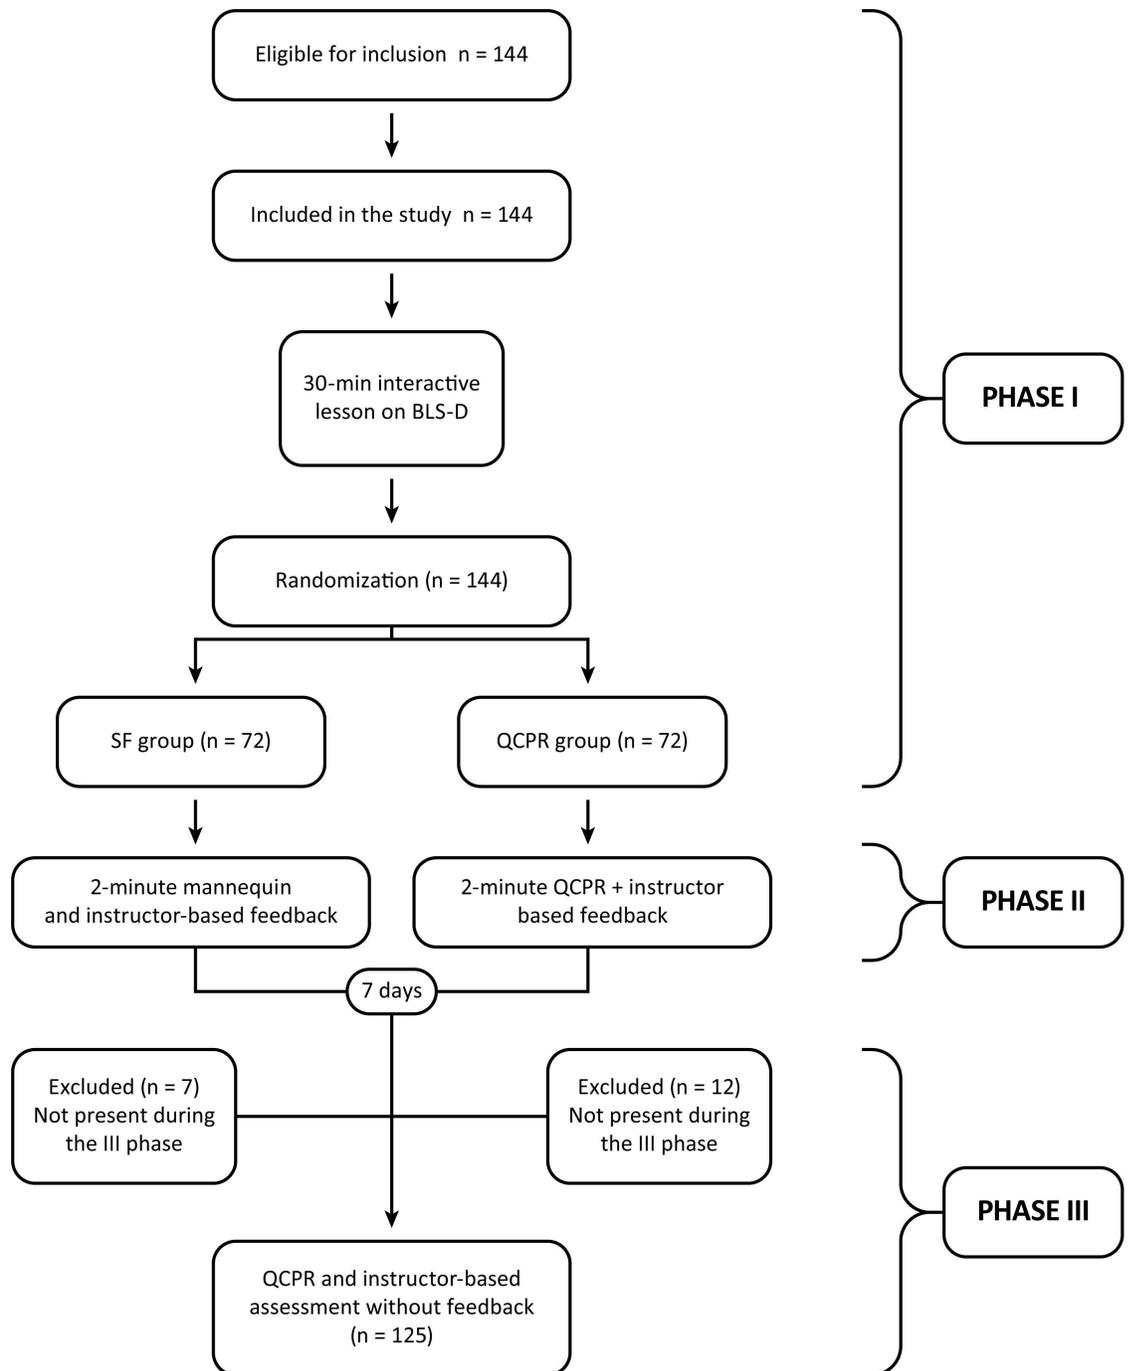 Eligible for inclusion n = 144
Included in the study n = 144
30-min interactive
lesson on BLS-D
PHASE I
Randomization (n = 144)
SF group (n = 72)
QCPR group (n = 72)
2-minute mannequin
and instructor-based feedback
2-minute QCPR + instructor
based feedback
PHASE II
7 days
Excluded (n = 7)
Not present during
the III phase
Excluded (n = 12)
Not present during
the III phase
PHASE III
QCPR and instructor-based
assessment without feedback
(n = 125)